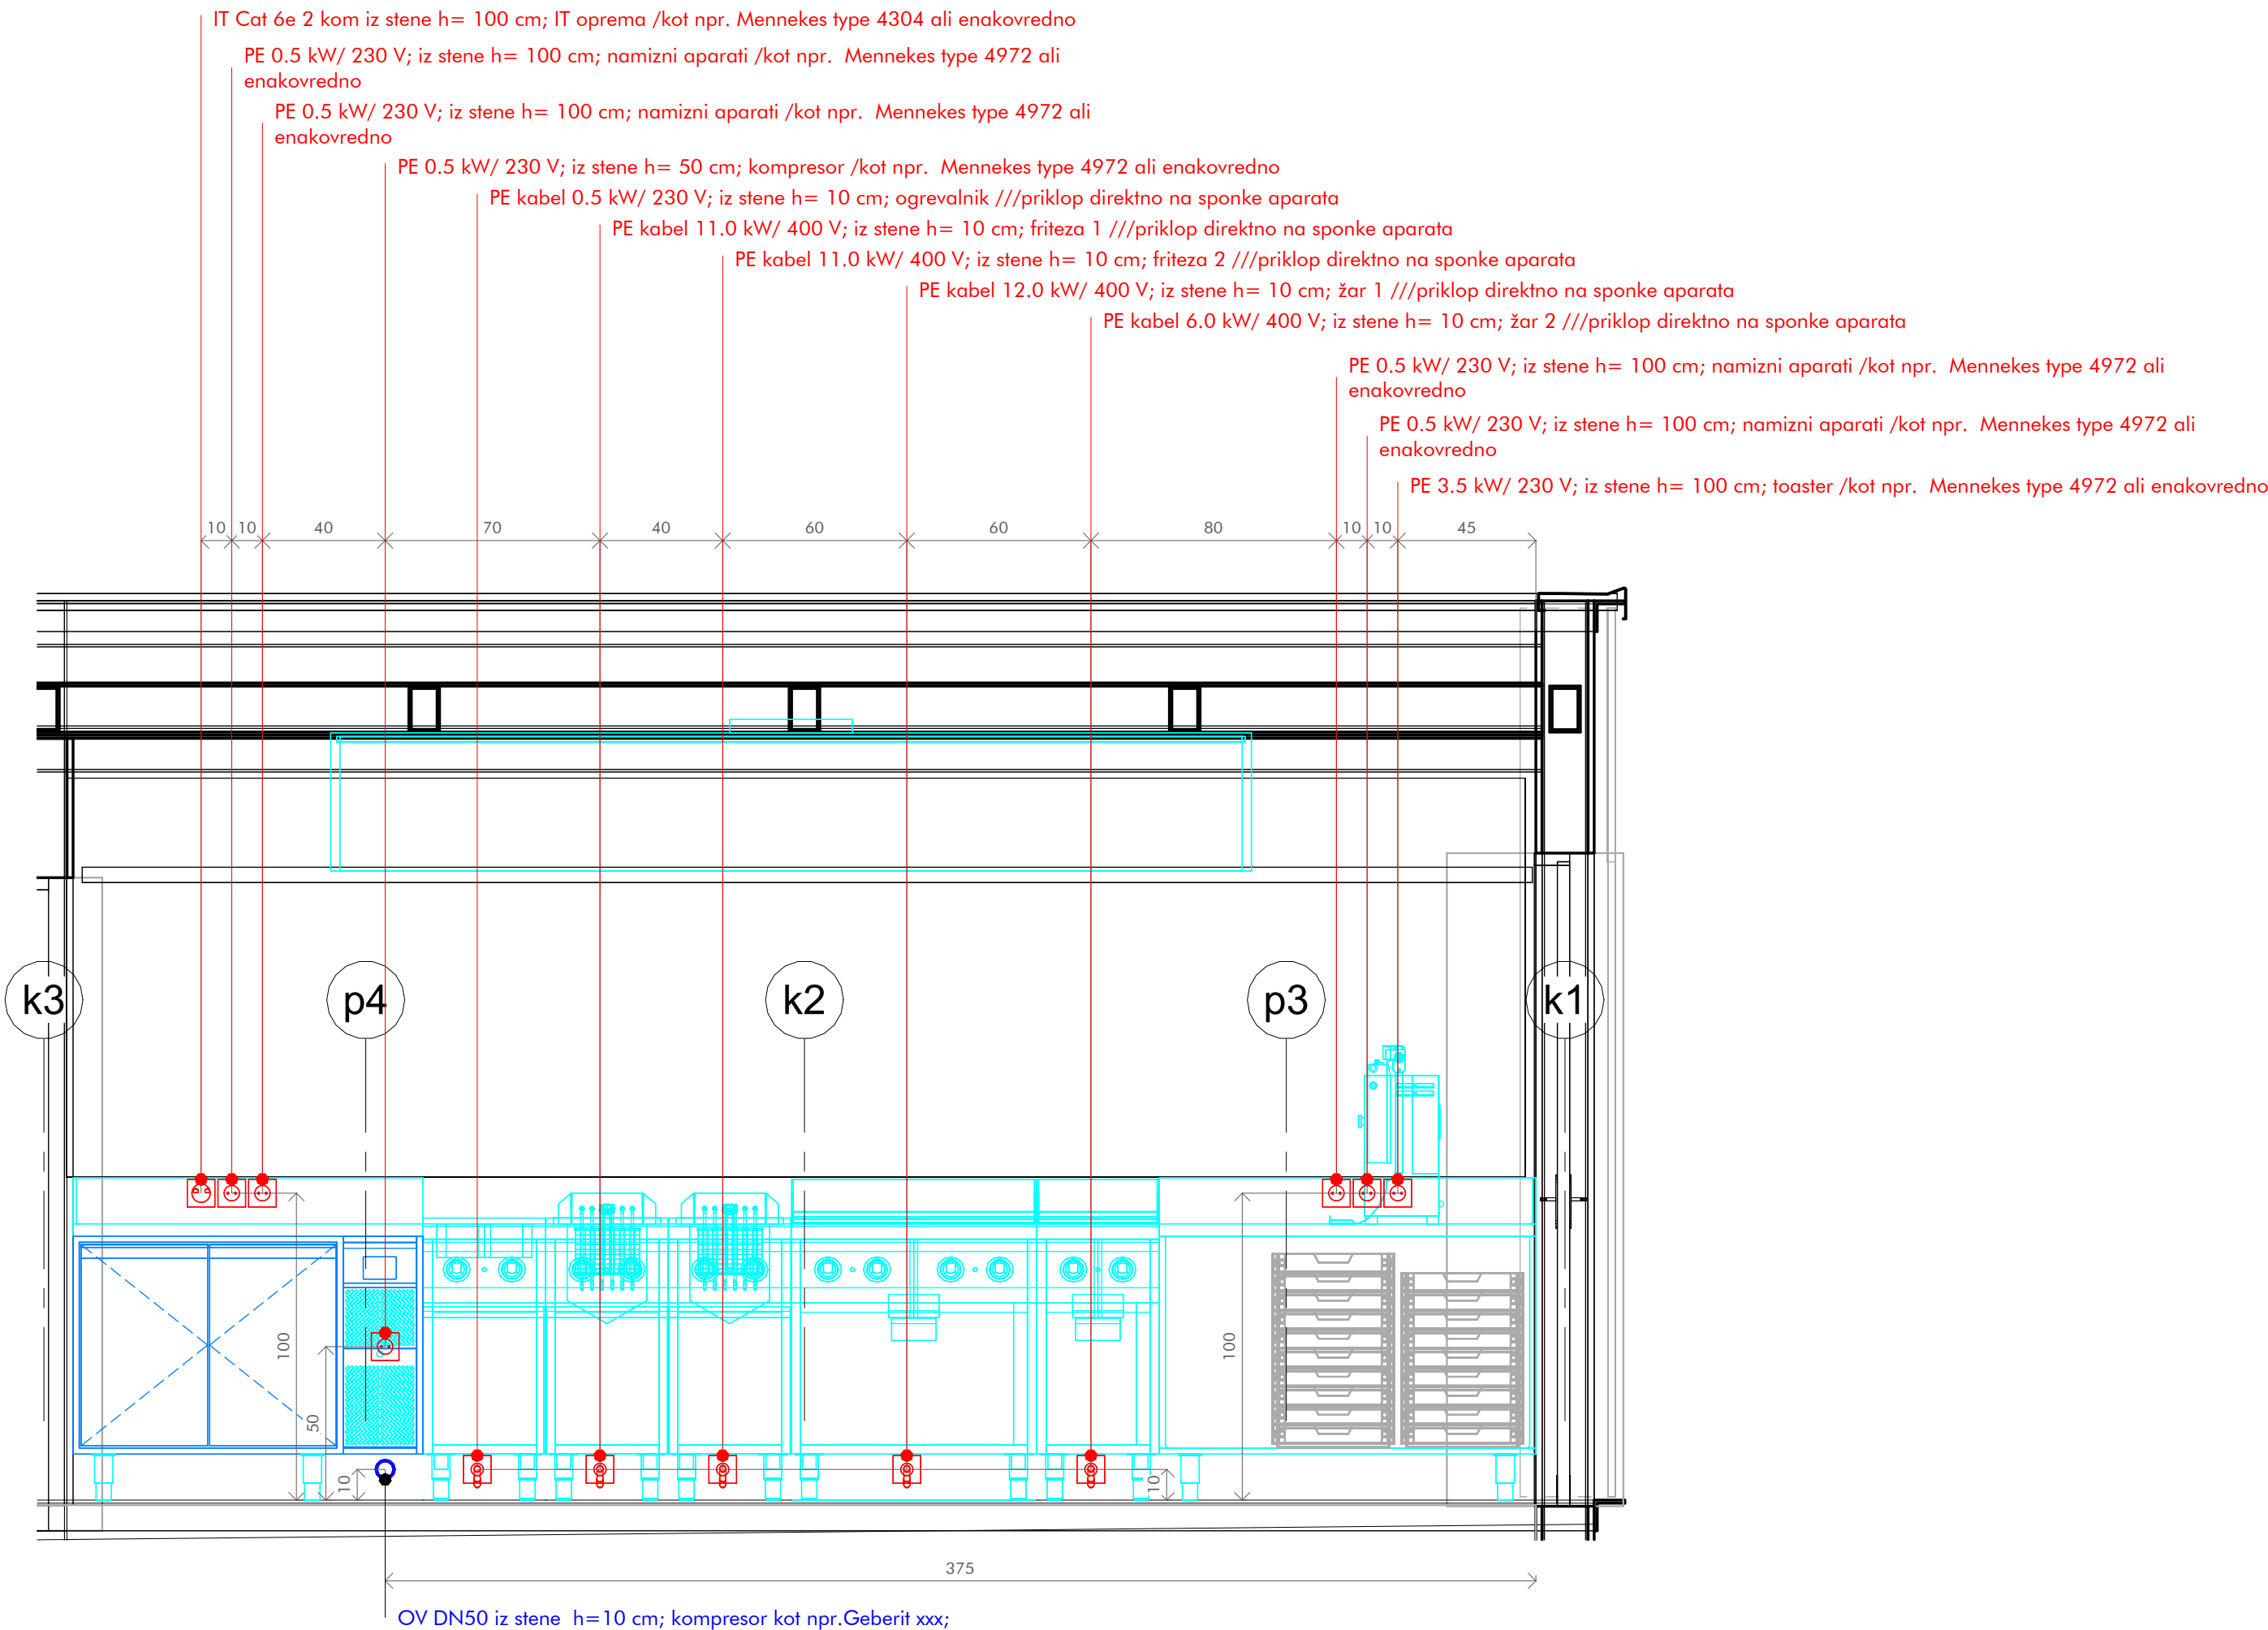 IT Cat 6e 2 kom iz stene h= 100 cm; IT oprema /kot npr. Mennekes type 4304 ali enakovredno
PE 0.5 kW/ 230 V; iz stene h= 100 cm; namizni aparati /kot npr.  Mennekes type 4972 ali
enakovredno
PE 0.5 kW/ 230 V; iz stene h= 100 cm; namizni aparati /kot npr.  Mennekes type 4972 ali
enakovredno
PE 0.5 kW/ 230 V; iz stene h= 50 cm; kompresor /kot npr.  Mennekes type 4972 ali enakovredno
PE kabel 0.5 kW/ 230 V; iz stene h= 10 cm; ogrevalnik ///priklop direktno na sponke aparata
PE kabel 11.0 kW/ 400 V; iz stene h= 10 cm; friteza 1 ///priklop direktno na sponke aparata
PE kabel 11.0 kW/ 400 V; iz stene h= 10 cm; friteza 2 ///priklop direktno na sponke aparata
PE kabel 12.0 kW/ 400 V; iz stene h= 10 cm; žar 1 ///priklop direktno na sponke aparata
PE kabel 6.0 kW/ 400 V; iz stene h= 10 cm; žar 2 ///priklop direktno na sponke aparata
PE 0.5 kW/ 230 V; iz stene h= 100 cm; namizni aparati /kot npr.  Mennekes type 4972 ali
enakovredno
PE 0.5 kW/ 230 V; iz stene h= 100 cm; namizni aparati /kot npr.  Mennekes type 4972 ali
enakovredno
PE 3.5 kW/ 230 V; iz stene h= 100 cm; toaster /kot npr.  Mennekes type 4972 ali enakovredno
10 10 40 70 40 60 60 80 10 10 45
k3 p4 k2 p3 k1
100 100
50
10 10
375
OV DN50 iz stene  h=10 cm; kompresor kot npr.Geberit xxx;